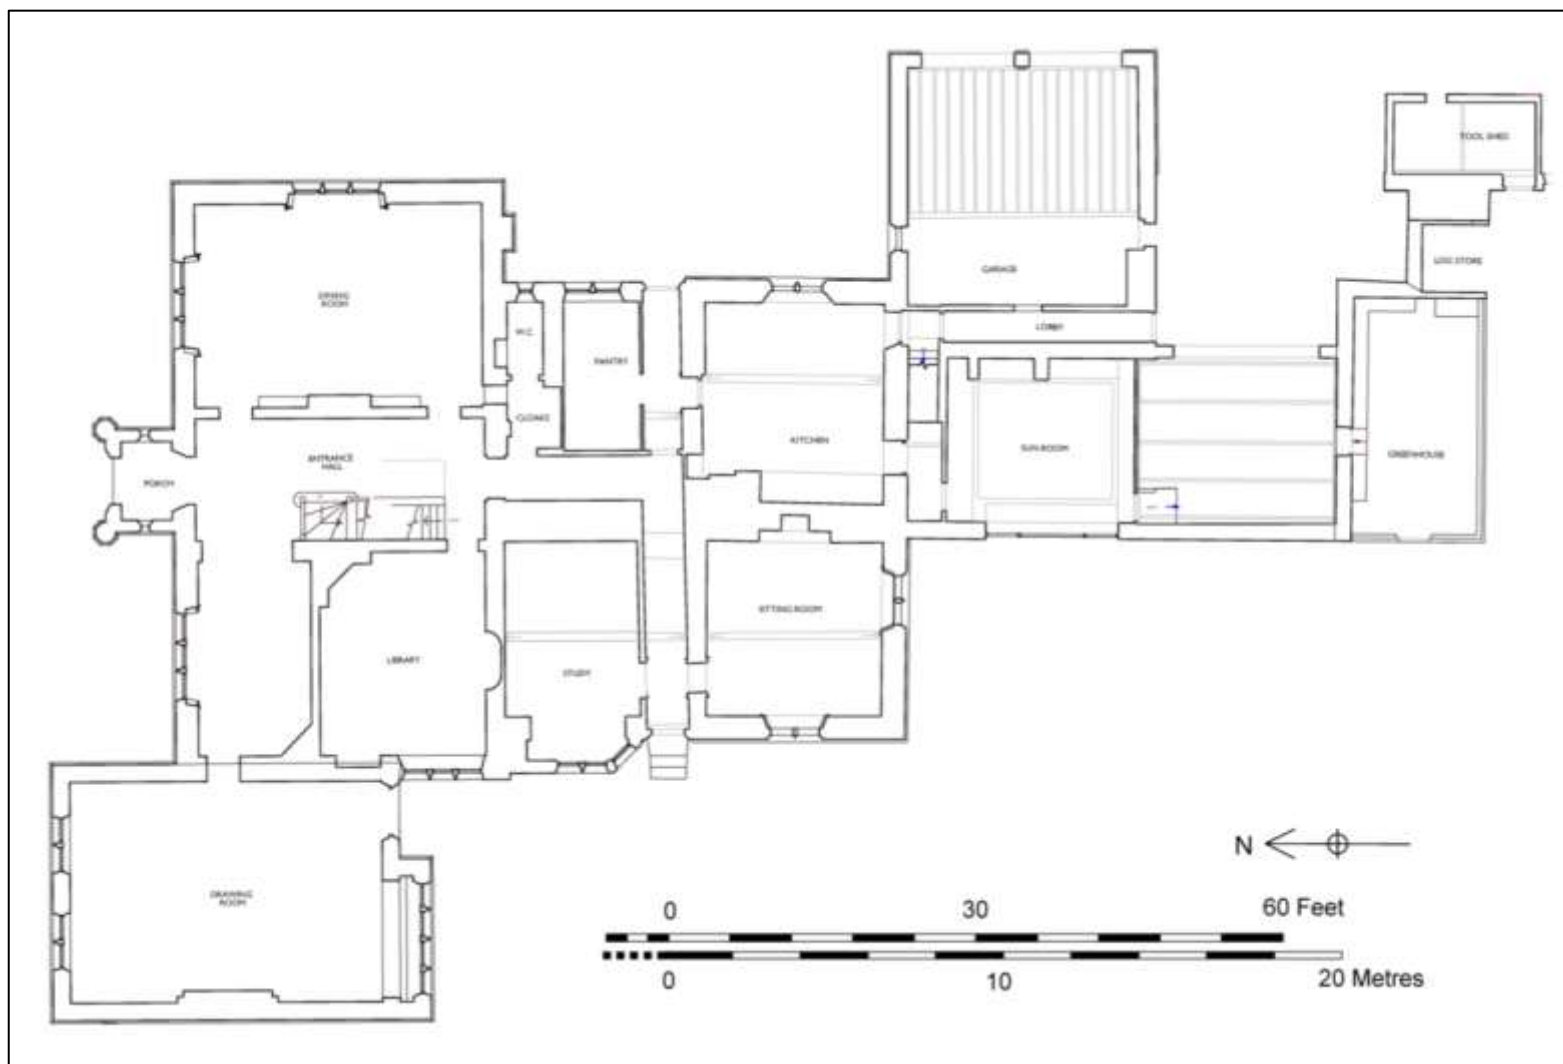 TOOL SHED
LOG STORE
GARAGE
LOBBY
DINING
ROOM
W.C.
PANTRY
CLOAKS
KITCHEN
SUN ROOM
GREENHOUSE
ENTRANCE
HALL
PORCH
SITTING ROOM
LIBRARY
STUDY
DRAWING
ROOM
N
0 30 60 Feet
0 10 20 Metres